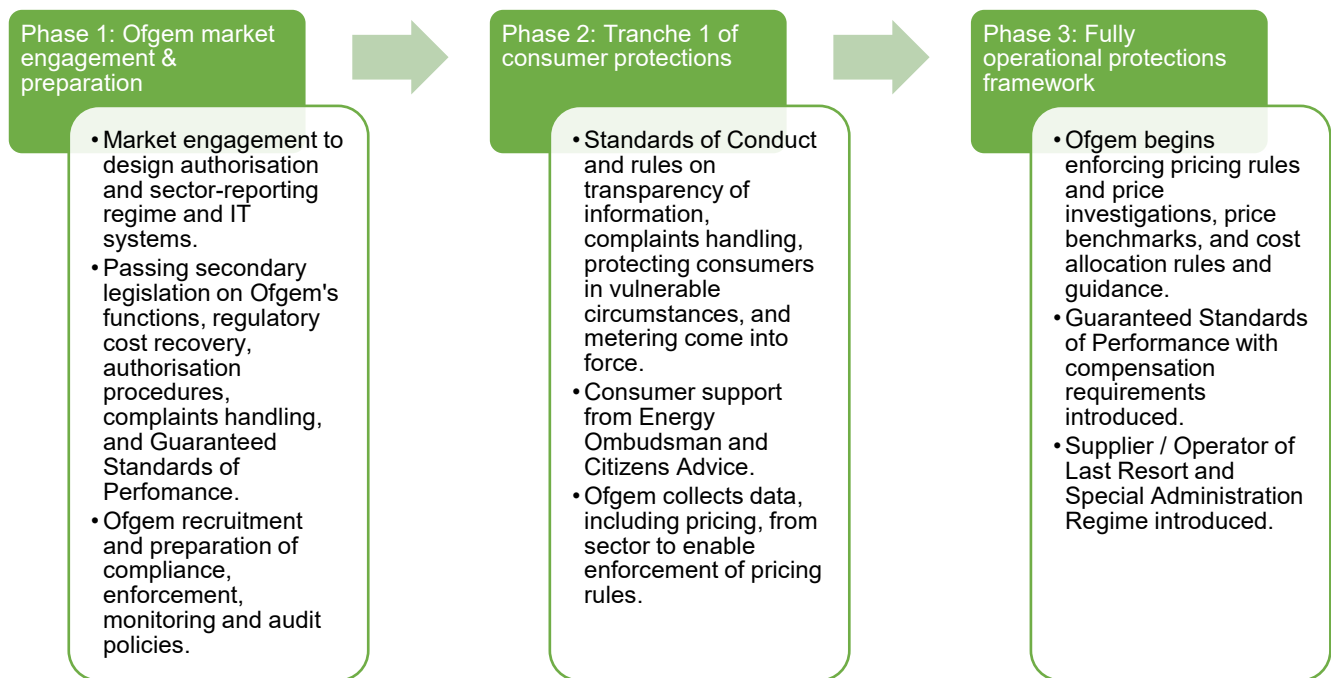 Phase 1: Ofgem market
engagement &
preparation
• Market engagement to
design authorisation
and sector-reporting
regime and IT
systems.
• Passing secondary
legislation on Ofgem's
functions, regulatory
cost recovery,
authorisation
procedures,
complaints handling,
and Guaranteed
Standards of
Perfomance.
• Ofgem recruitment
and preparation of
compliance,
enforcement,
monitoring and audit
policies.
Phase 2: Tranche 1 of
consumer protections
• Standards of Conduct
and rules on
transparency of
information,
complaints handling,
protecting consumers
in vulnerable
circumstances, and
metering come into
force.
• Consumer support
from Energy
Ombudsman and
Citizens Advice.
• Ofgem collects data,
including pricing, from
sector to enable
enforcement of pricing
rules.
Phase 3: Fully
operational protections
framework
• Ofgem begins
enforcing pricing rules
and price
investigations, price
benchmarks, and cost
allocation rules and
guidance.
• Guaranteed Standards
of Performance with
compensation
requirements
introduced.
• Supplier / Operator of
Last Resort and
Special Administration
Regime introduced.